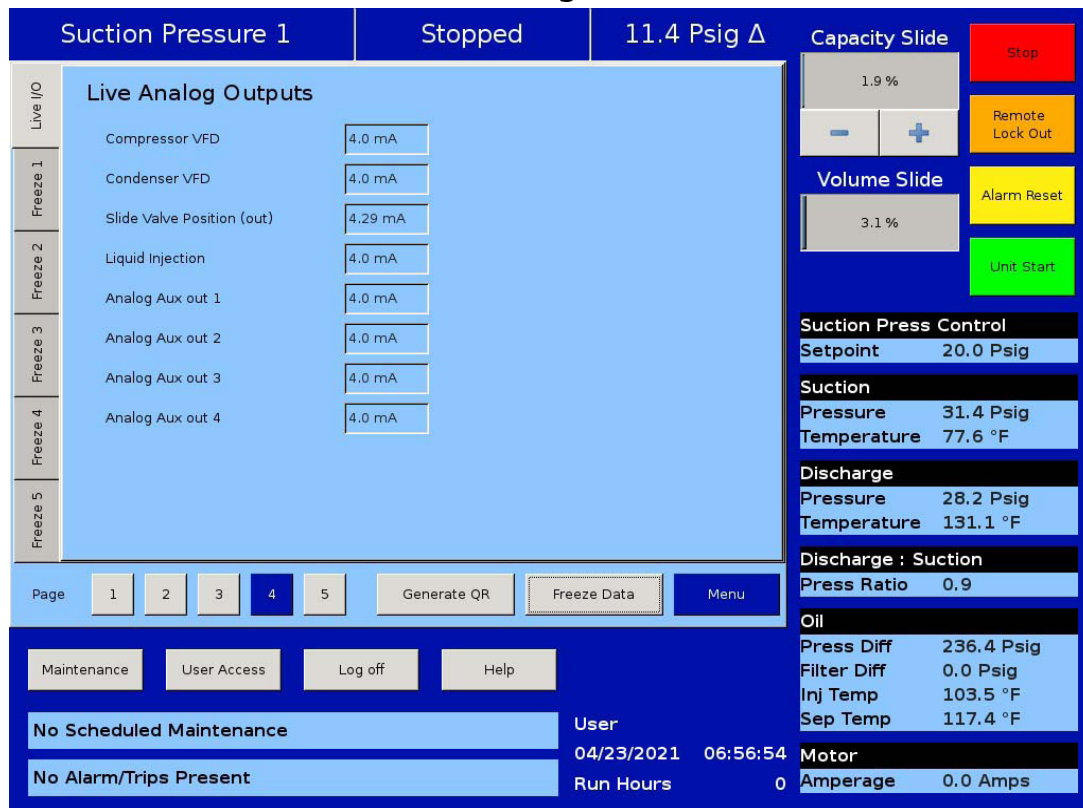 Suction Pressure 1
Stopped
11.4 Psig Δ
Live I/O
Freeze 1
Freeze 2
Freeze 3
Freeze 4
Freeze 5
Live Analog Outputs
Compressor VFD 4.0 mA
Condenser VFD 4.0 mA
Slide Valve Position (out) 4.29 mA
Liquid Injection 4.0 mA
Analog Aux out 1 4.0 mA
Analog Aux out 2 4.0 mA
Analog Aux out 3 4.0 mA
Analog Aux out 4 4.0 mA
Page 1 2 3 4 5 Generate QR Freeze Data Menu
Maintenance User Access Log off Help
No Scheduled Maintenance
No Alarm/Trips Present
User
04/23/2021 06:56:54
Run Hours 0
Capacity Slide
1.9 %
Volume Slide
3.1 %
Stop
Remote
Lock Out
Alarm Reset
Unit Start
Suction Press Control
Setpoint 20.0 Psig
Suction
Pressure 31.4 Psig
Temperature 77.6 °F
Discharge
Pressure 28.2 Psig
Temperature 131.1 °F
Discharge : Suction
Press Ratio 0.9
Oil
Press Diff 236.4 Psig
Filter Diff 0.0 Psig
Inj Temp 103.5 °F
Sep Temp 117.4 °F
Motor
Amperage 0.0 Amps